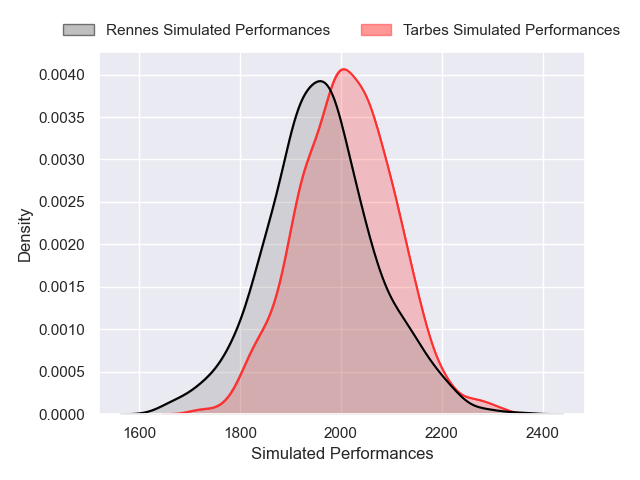 Rennes Simulated Performances
Tarbes Simulated Performances
0.0040
0.0035
0.0030
0.0025
0.0020
0.0015
0.0010
0.0005
0.0000
Density
1600 1800 2000 2200 2400
Simulated Performances